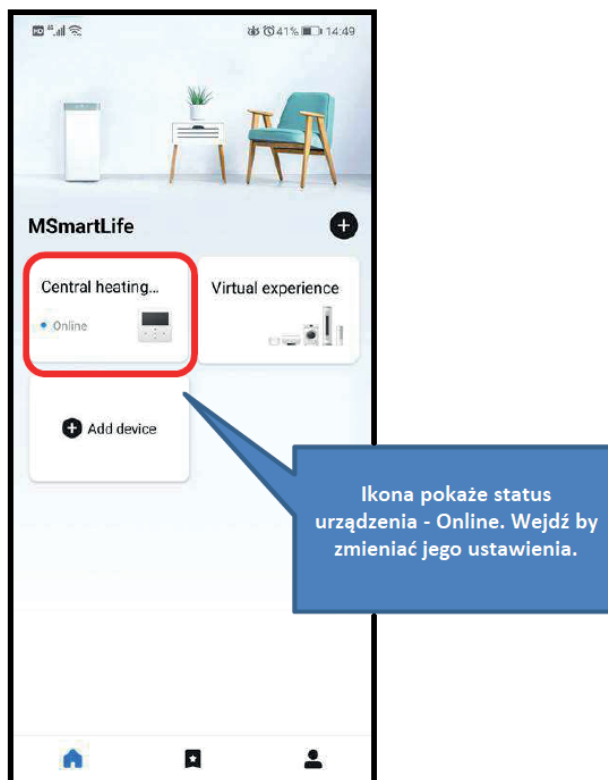 HD 41% 14:49
MSmartLife
Central heating...
Virtual experience
Online
Add device
Ikona pokaże status
urządzenia - Online. Wejdź by
zmieniać jego ustawienia.